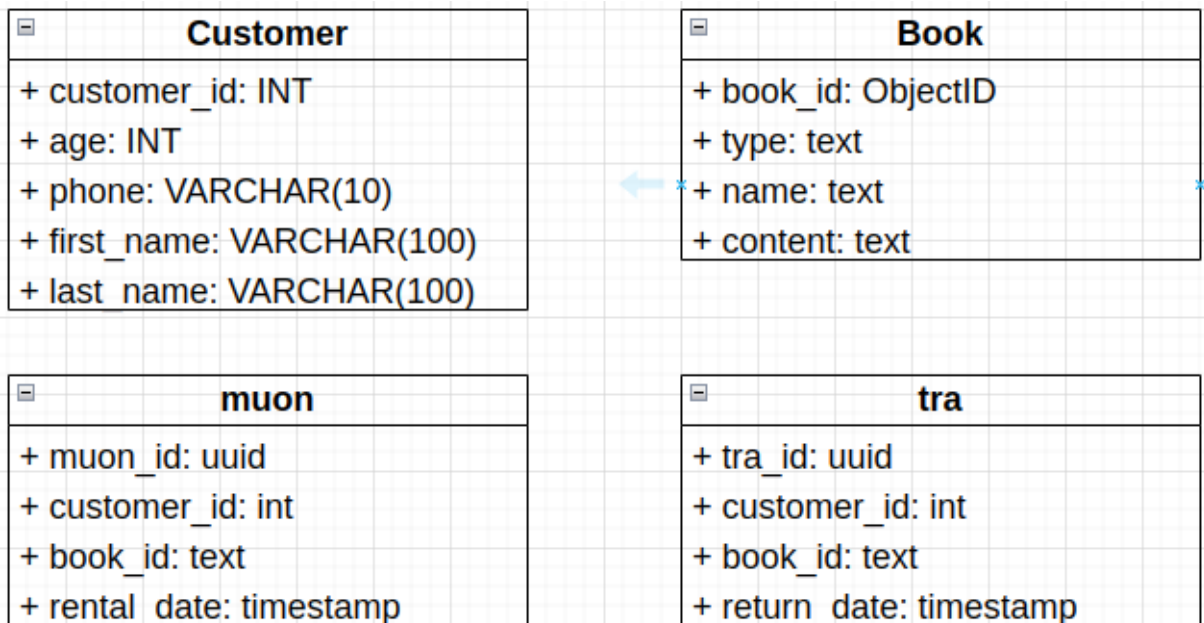 Customer
+ customer_id: INT
+ age: INT
+ phone: VARCHAR(10)
+ first_name: VARCHAR(100)
+ last_name: VARCHAR(100)
Book
+ book_id: ObjectID
+ type: text
+ name: text
+ content: text
muon
+ muon_id: uuid
+ customer_id: int
+ book_id: text
+ rental_date: timestamp
tra
+ tra_id: uuid
+ customer_id: int
+ book_id: text
+ return_date: timestamp